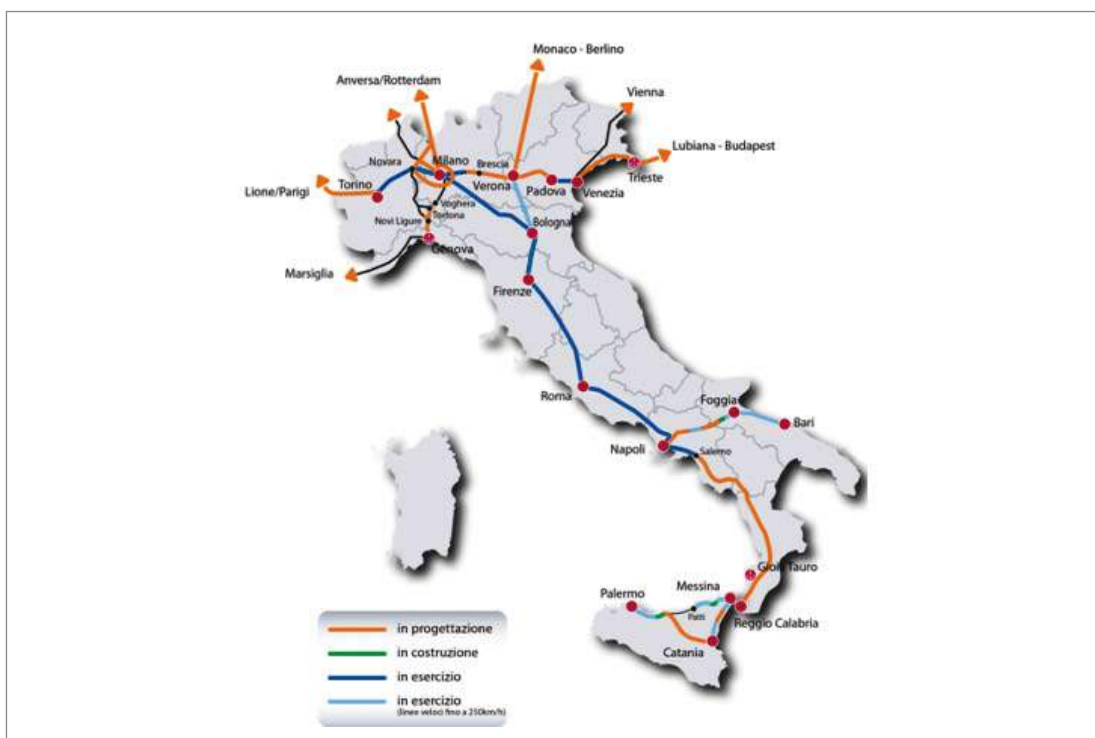 Monaco - Berlino
Anversa/Rotterdam
Vienna
Lubiana - Budapest
Novara
Milano
Brescia
Verona
Padova
Venezia
Trieste
Lione/Parigi
Torino
Voghera
Tortona
Novi Ligure
Bologna
Genova
Marsiglia
Firenze
Roma
Foggia
Bari
Napoli
Salerno
Gioia Tauro
Messina
Palermo
Patti
Reggio Calabria
Catania
in progettazione
in costruzione
in esercizio
in esercizio
(linee veloci fino a 250km/h)